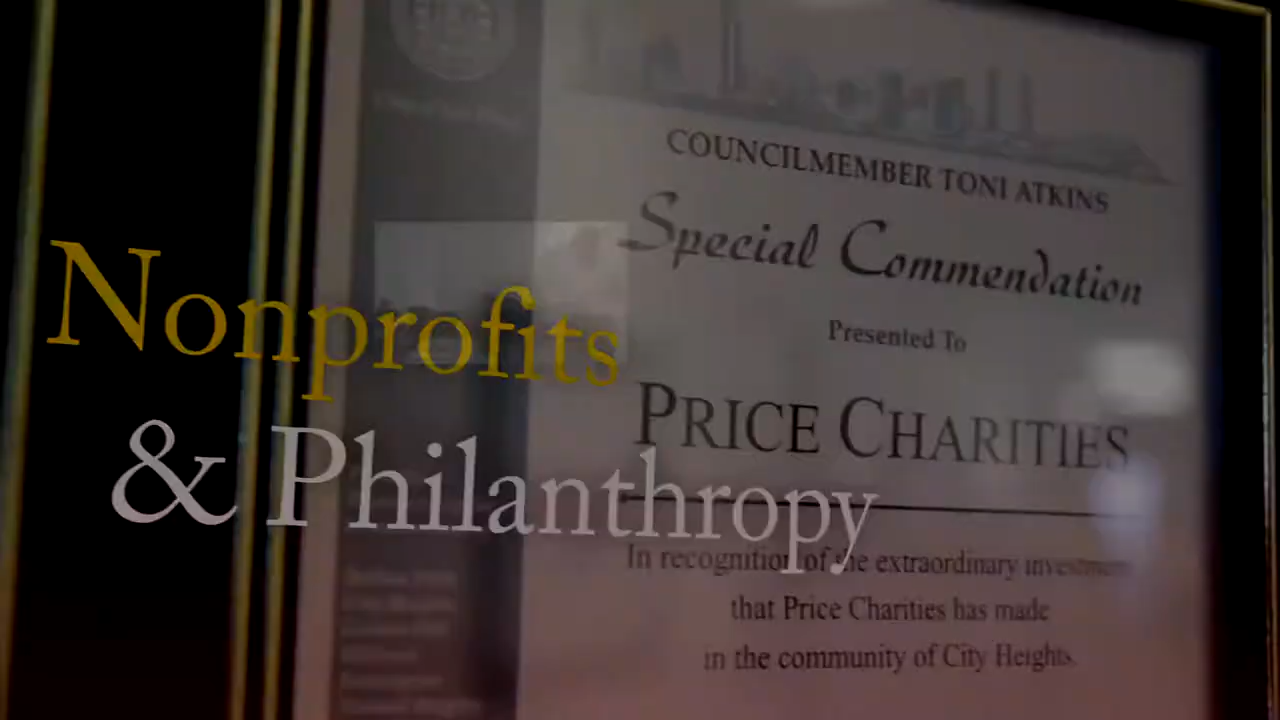 COUNCILMEMBER TONI ATKINS
Special Commendation
Presented To
PRICE CHARITIES
In recognition of the extraordinary investment
that Price Charities has made
in the community of City Heights.
Nonprofits
& Philanthropy